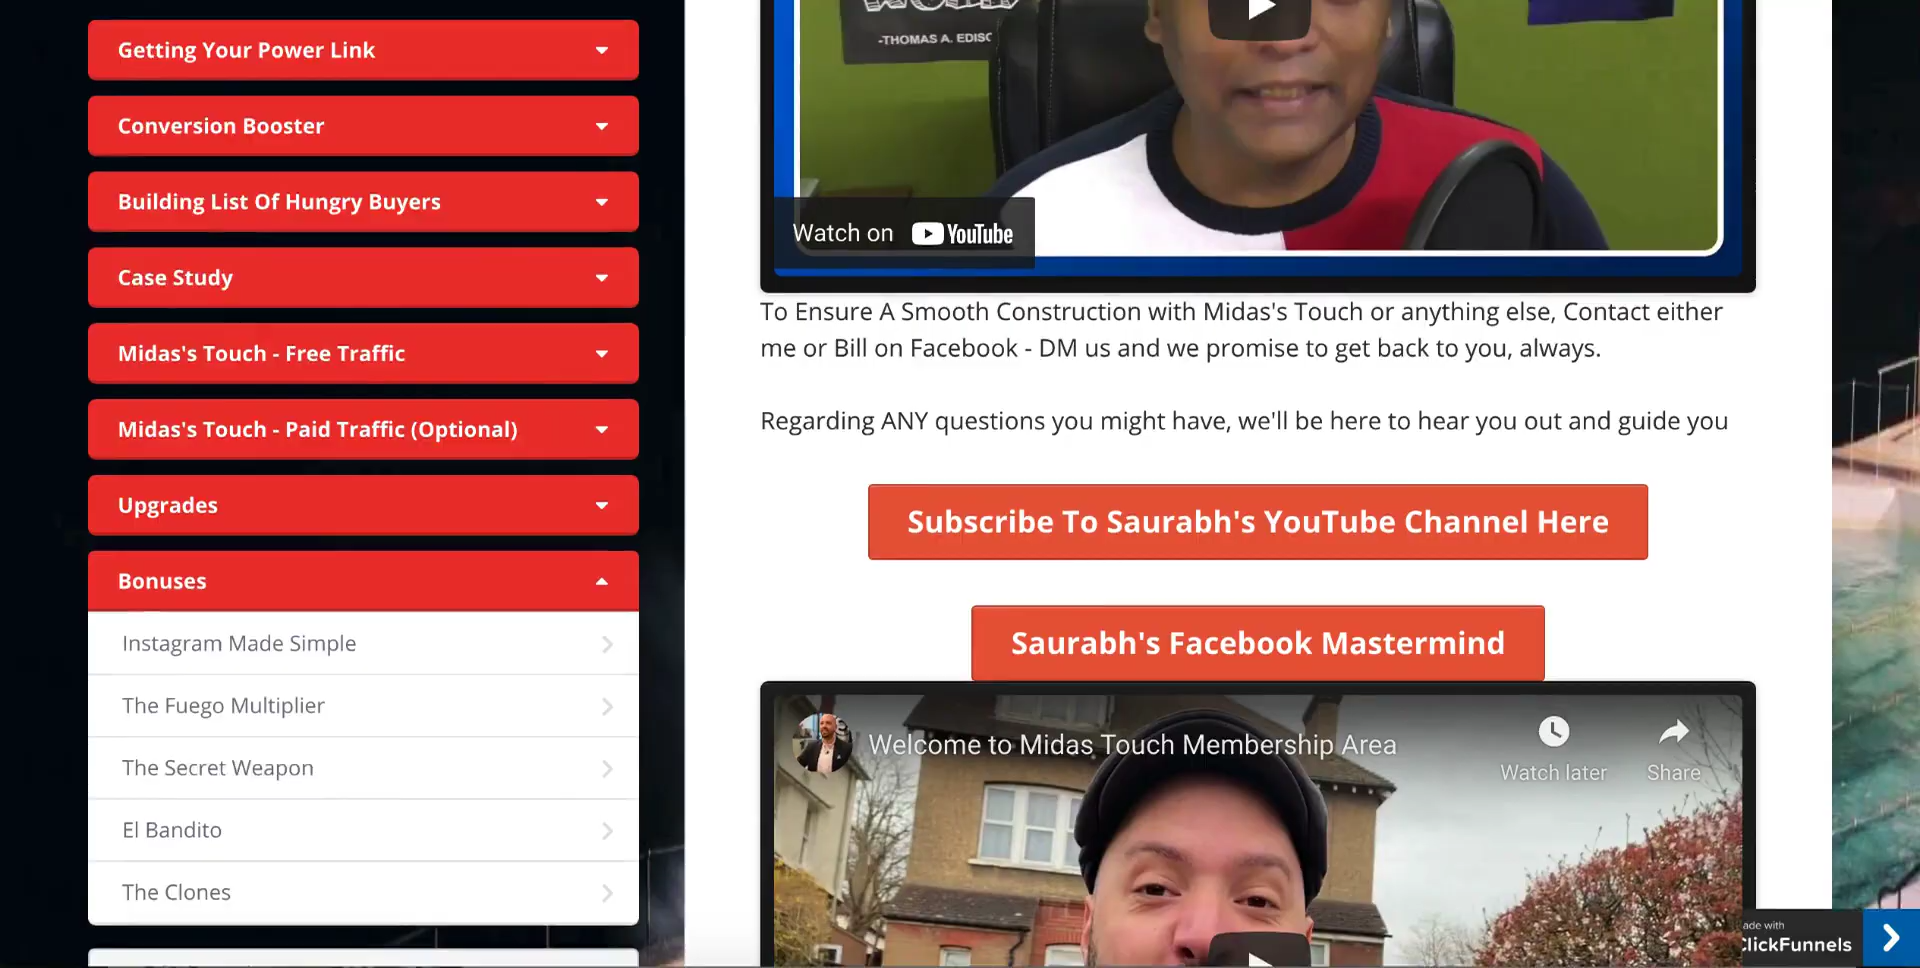 Getting Your Power Link
Conversion Booster
Building List Of Hungry Buyers
Case Study
Midas's Touch - Free Traffic
Midas's Touch - Paid Traffic (Optional)
Upgrades
Bonuses
Instagram Made Simple
The Fuego Multiplier
The Secret Weapon
El Bandito
The Clones
-THOMAS A. EDISC
Watch on YouTube
To Ensure A Smooth Construction with Midas's Touch or anything else, Contact either
me or Bill on Facebook - DM us and we promise to get back to you, always.
Regarding ANY questions you might have, we'll be here to hear you out and guide you
Subscribe To Saurabh's YouTube Channel Here
Saurabh's Facebook Mastermind
Welcome to Midas Touch Membership Area
Watch later
Share
ade with
ClickFunnels